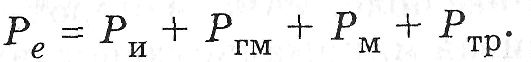 Pe = Pи + Pгм + Pм + Pтр.